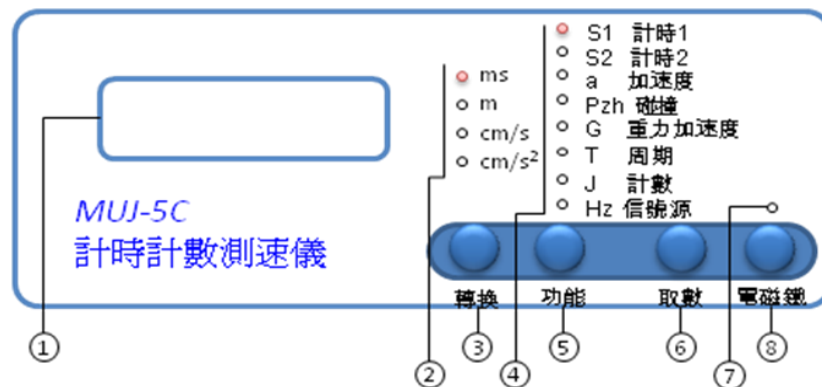 S1 計時1
S2 計時2
a 加速度
Pzh 碰撞
G 重力加速度
T 周期
J 計數
Hz 信號源
ms
m
cm/s
cm/s²
MUJ-5C
計時計數測速儀
轉換 功能 取數 電磁鐵
① ② ③ ④ ⑤ ⑥ ⑦ ⑧